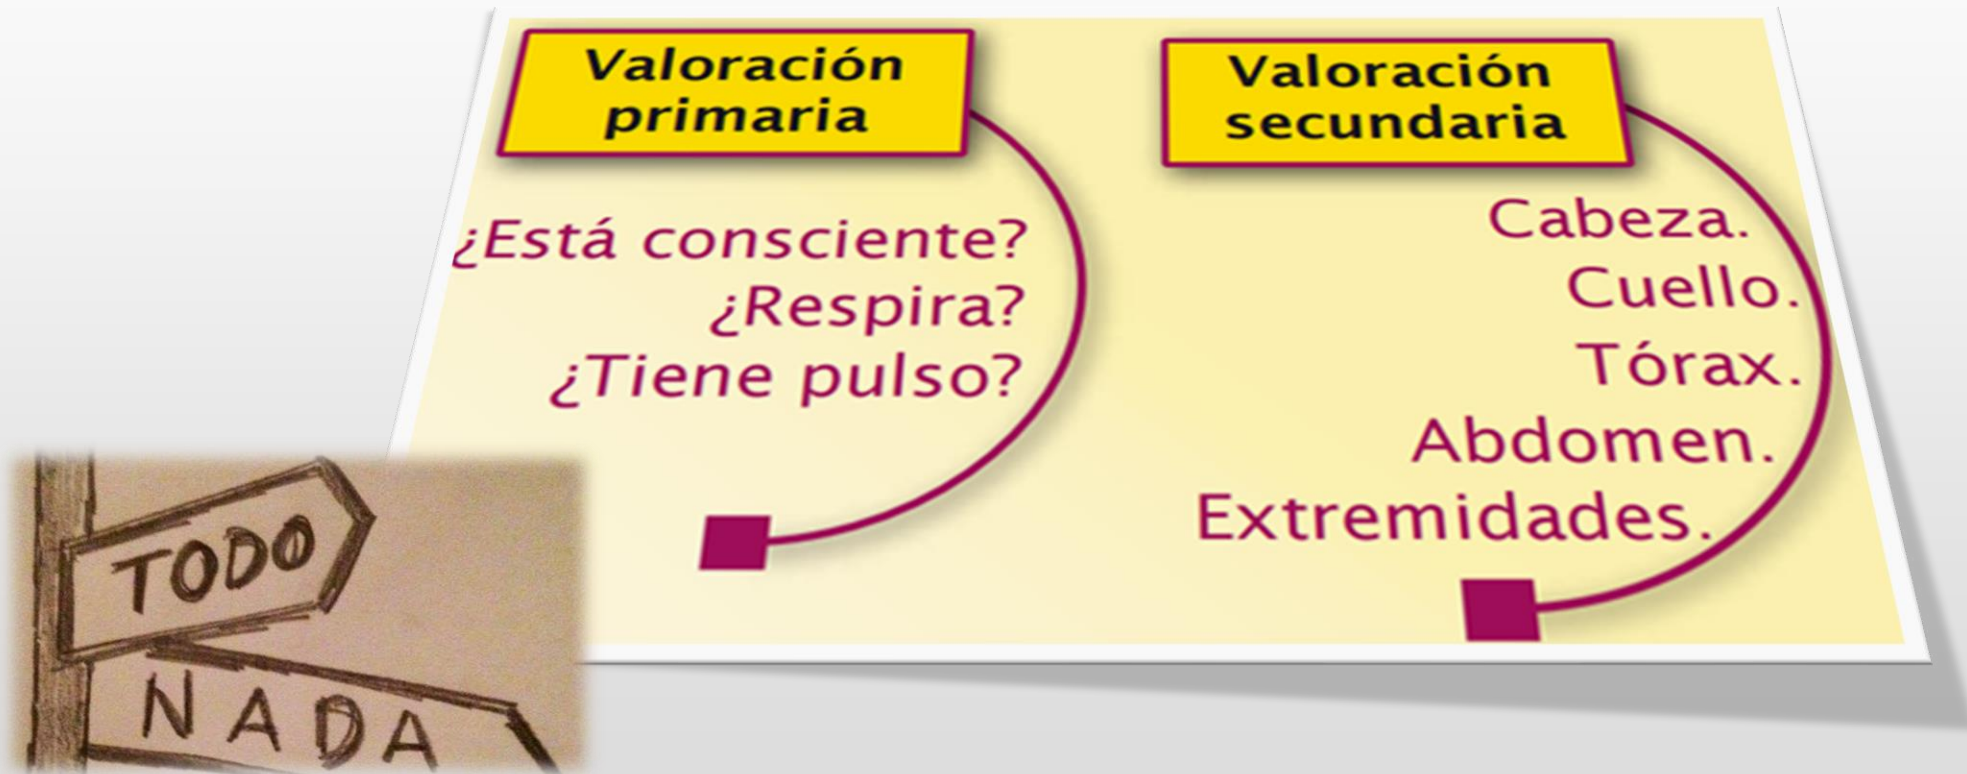 Valoración
primaria
¿Está consciente?
¿Respira?
¿Tiene pulso?
Valoración
secundaria
Cabeza.
Cuello.
Tórax.
Abdomen.
Extremidades.
TODO
NADA